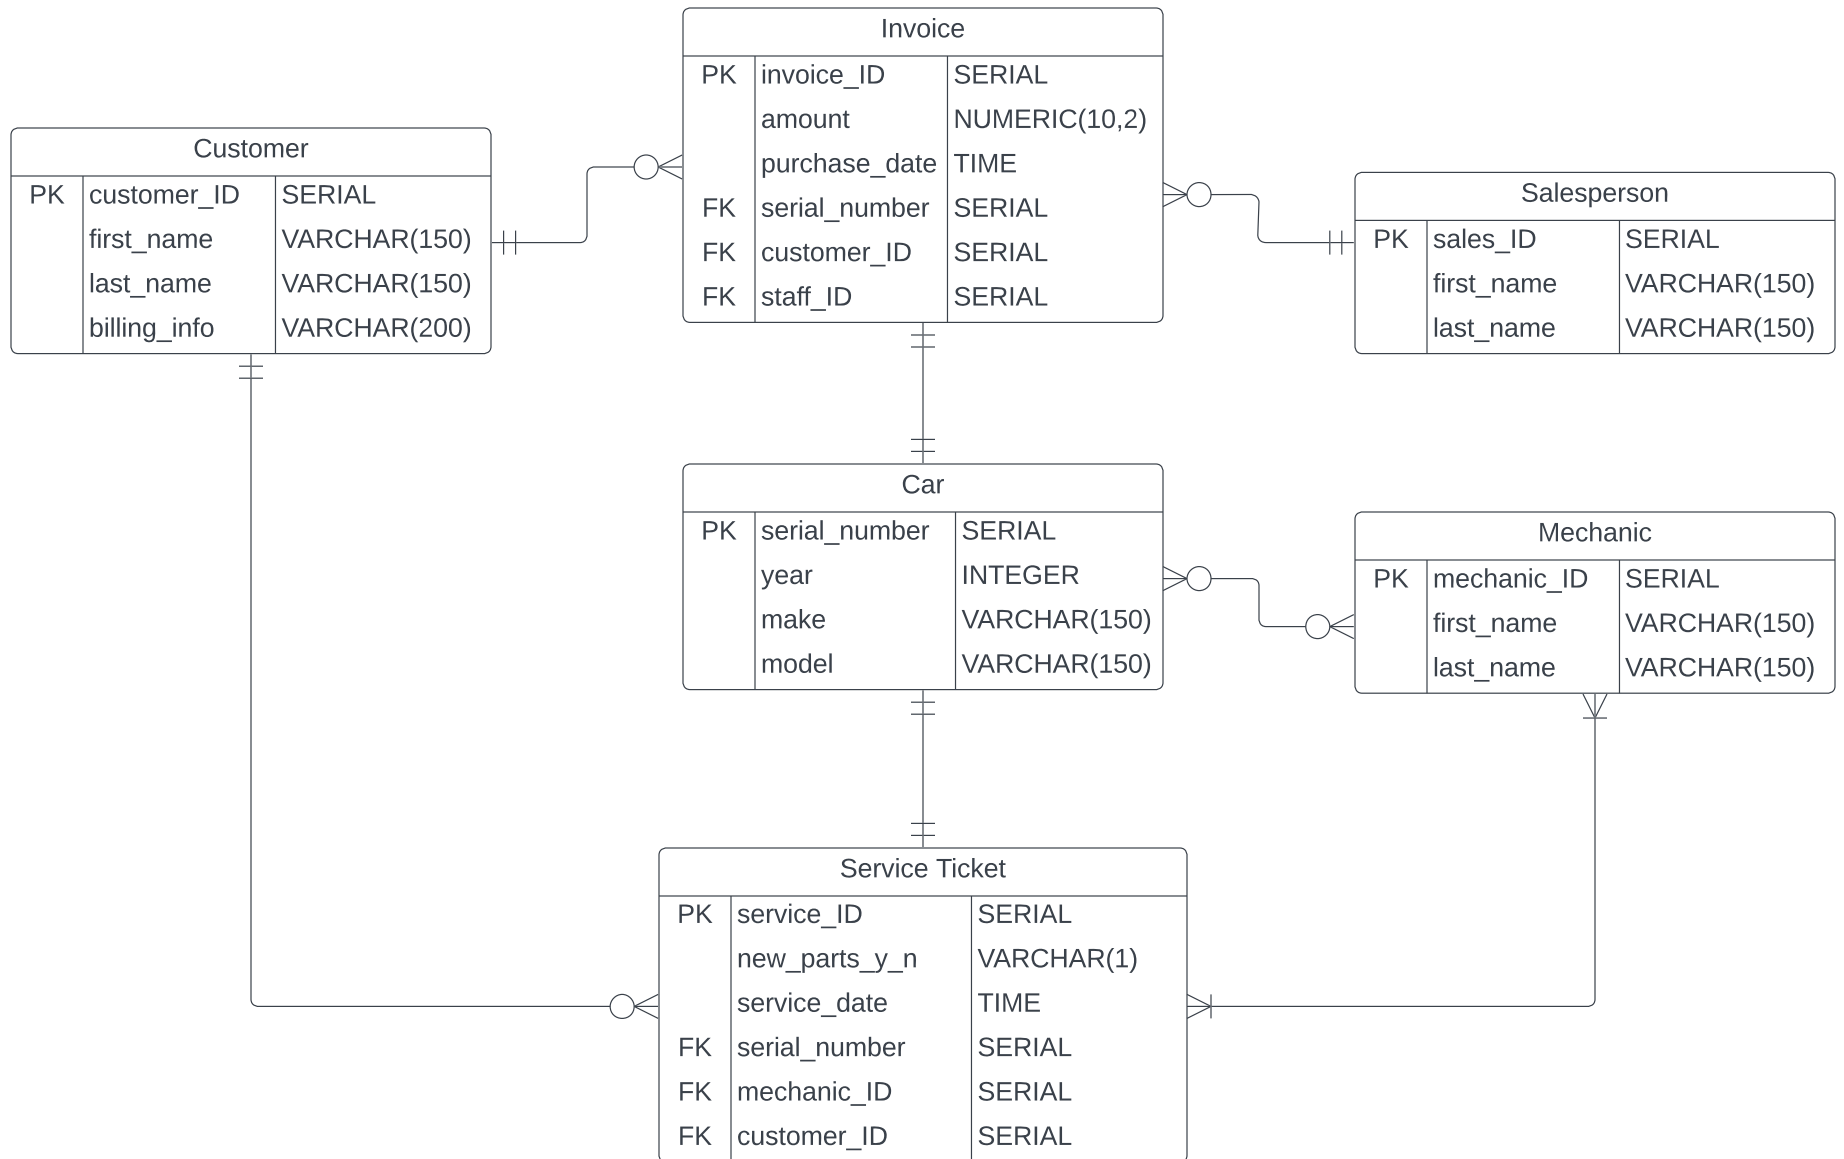 Invoice
PK invoice_ID SERIAL
amount NUMERIC(10,2)
purchase_date TIME
FK serial_number SERIAL
FK customer_ID SERIAL
FK staff_ID SERIAL
Customer
PK customer_ID SERIAL
first_name VARCHAR(150)
last_name VARCHAR(150)
billing_info VARCHAR(200)
Salesperson
PK sales_ID SERIAL
first_name VARCHAR(150)
last_name VARCHAR(150)
Car
PK serial_number SERIAL
year INTEGER
make VARCHAR(150)
model VARCHAR(150)
Mechanic
PK mechanic_ID SERIAL
first_name VARCHAR(150)
last_name VARCHAR(150)
Service Ticket
PK service_ID SERIAL
new_parts_y_n VARCHAR(1)
service_date TIME
FK serial_number SERIAL
FK mechanic_ID SERIAL
FK customer_ID SERIAL